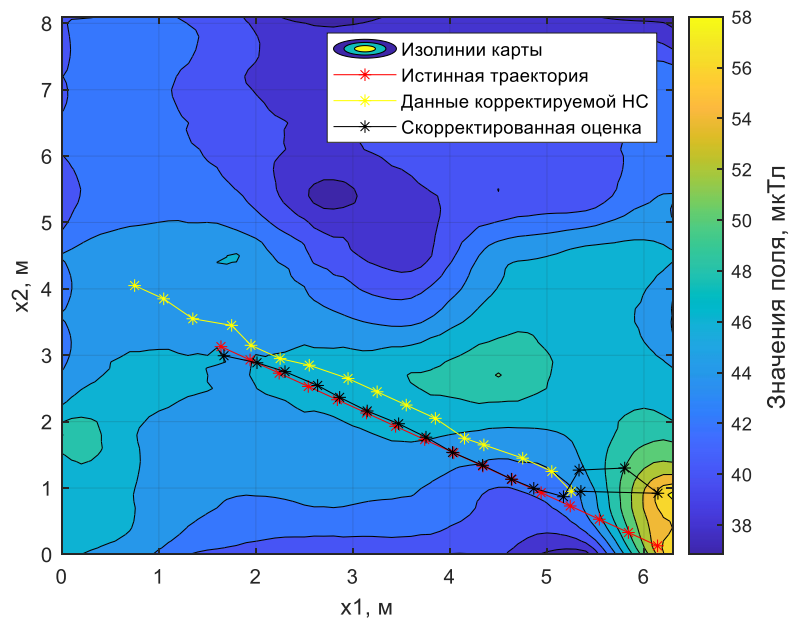 Изолинии карты
Истинная траектория
Данные корректируемой НС
Скорректированная оценка
8
7
6
5
4
3
2
1
0
0 1 2 3 4 5 6
x1, м
x2, м
58
56
54
52
50
48
46
44
42
40
38
Значения поля, мкТл